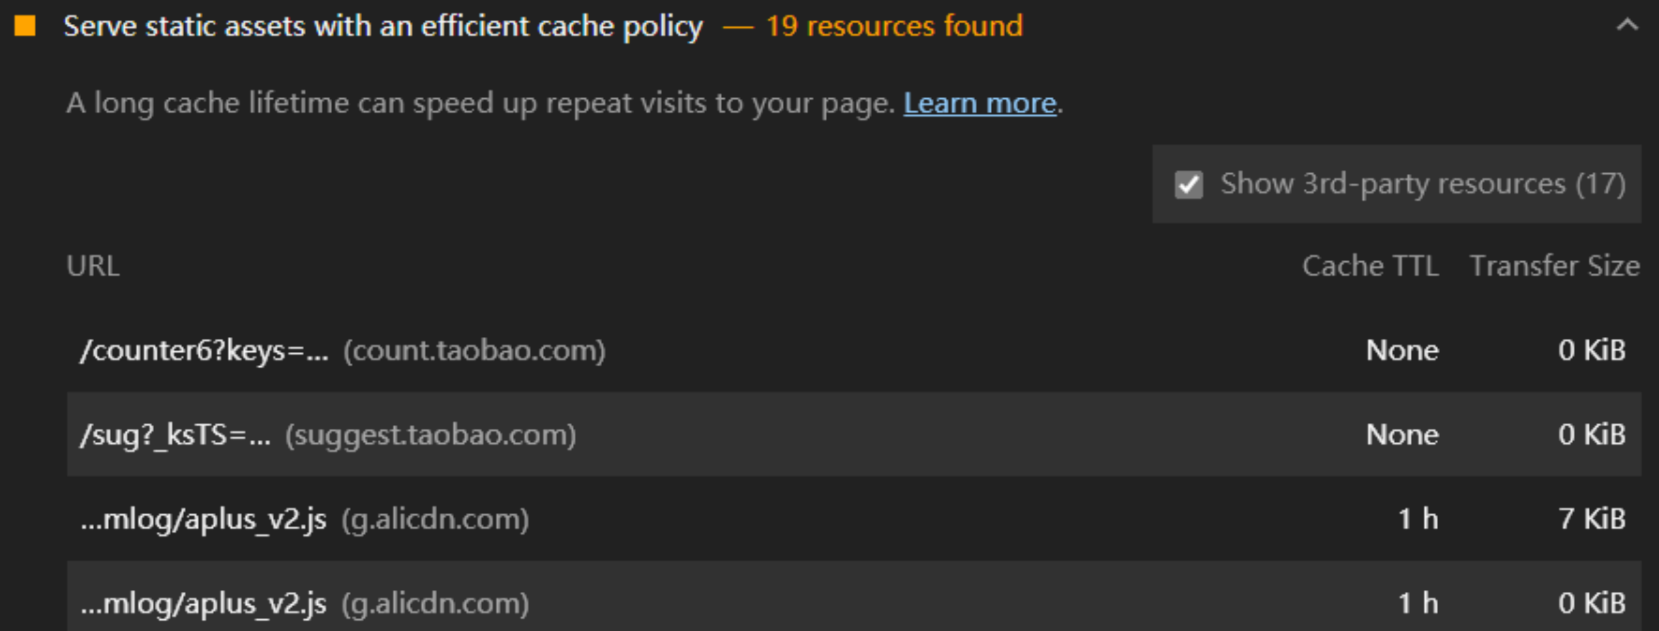 Serve static assets with an efficient cache policy — 19 resources found
A long cache lifetime can speed up repeat visits to your page. Learn more.
Show 3rd-party resources (17)
URL Cache TTL Transfer Size
/counter6?keys=... (count.taobao.com) None 0 KiB
/sug?_ksTS=... (suggest.taobao.com) None 0 KiB
...mlog/aplus_v2.js (g.alicdn.com) 1 h 7 KiB
...mlog/aplus_v2.js (g.alicdn.com) 1 h 0 KiB